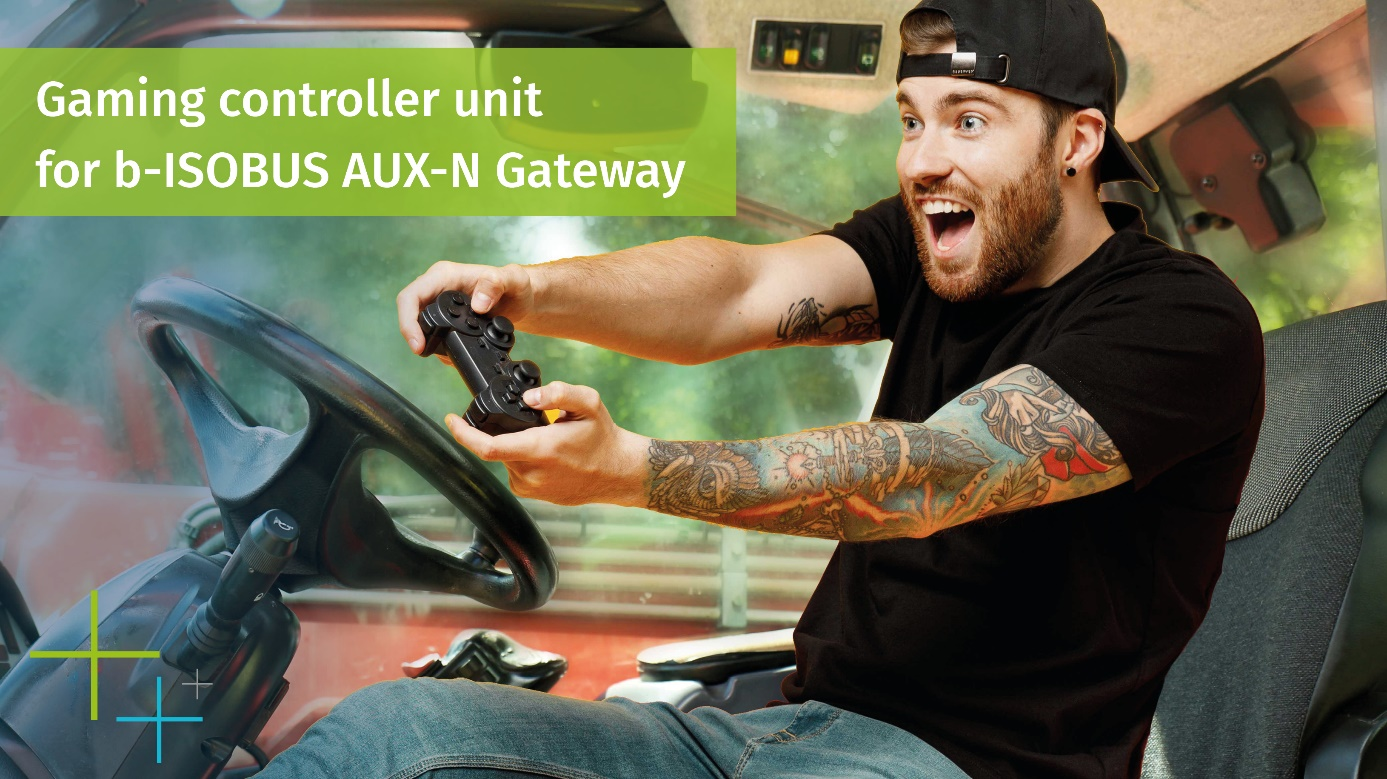 Gaming controller unit
for b-ISOBUS AUX-N Gateway